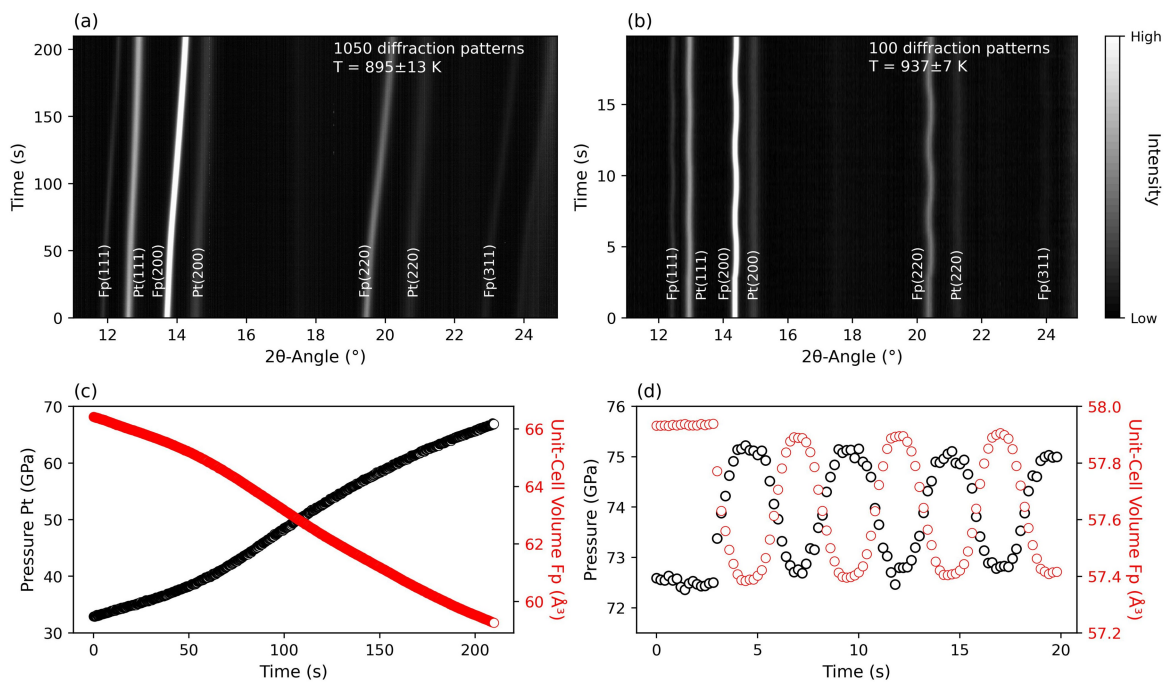 (a)
1050 diffraction patterns
T = 895±13 K
Fp(111)
Pt(111)
Fp(200)
Pt(200)
Fp(220)
Pt(220)
Fp(311)
200
150
100
50
0
Time (s)
12 14 16 18 20 22 24
2θ-Angle (°)
(b)
100 diffraction patterns
T = 937±7 K
Fp(111)
Pt(111)
Fp(200)
Pt(200)
Fp(220)
Pt(220)
Fp(311)
15
10
5
0
Time (s)
12 14 16 18 20 22 24
2θ-Angle (°)
High
Low
Intensity
(c)
70
60
50
40
30
Pressure Pt (GPa)
0 50 100 150 200
Time (s)
66
64
62
60
Unit-Cell Volume Fp (Å³)
(d)
76
75
74
73
72
Pressure (GPa)
0 5 10 15 20
Time (s)
58.0
57.8
57.6
57.4
57.2
Unit-Cell Volume Fp (Å³)